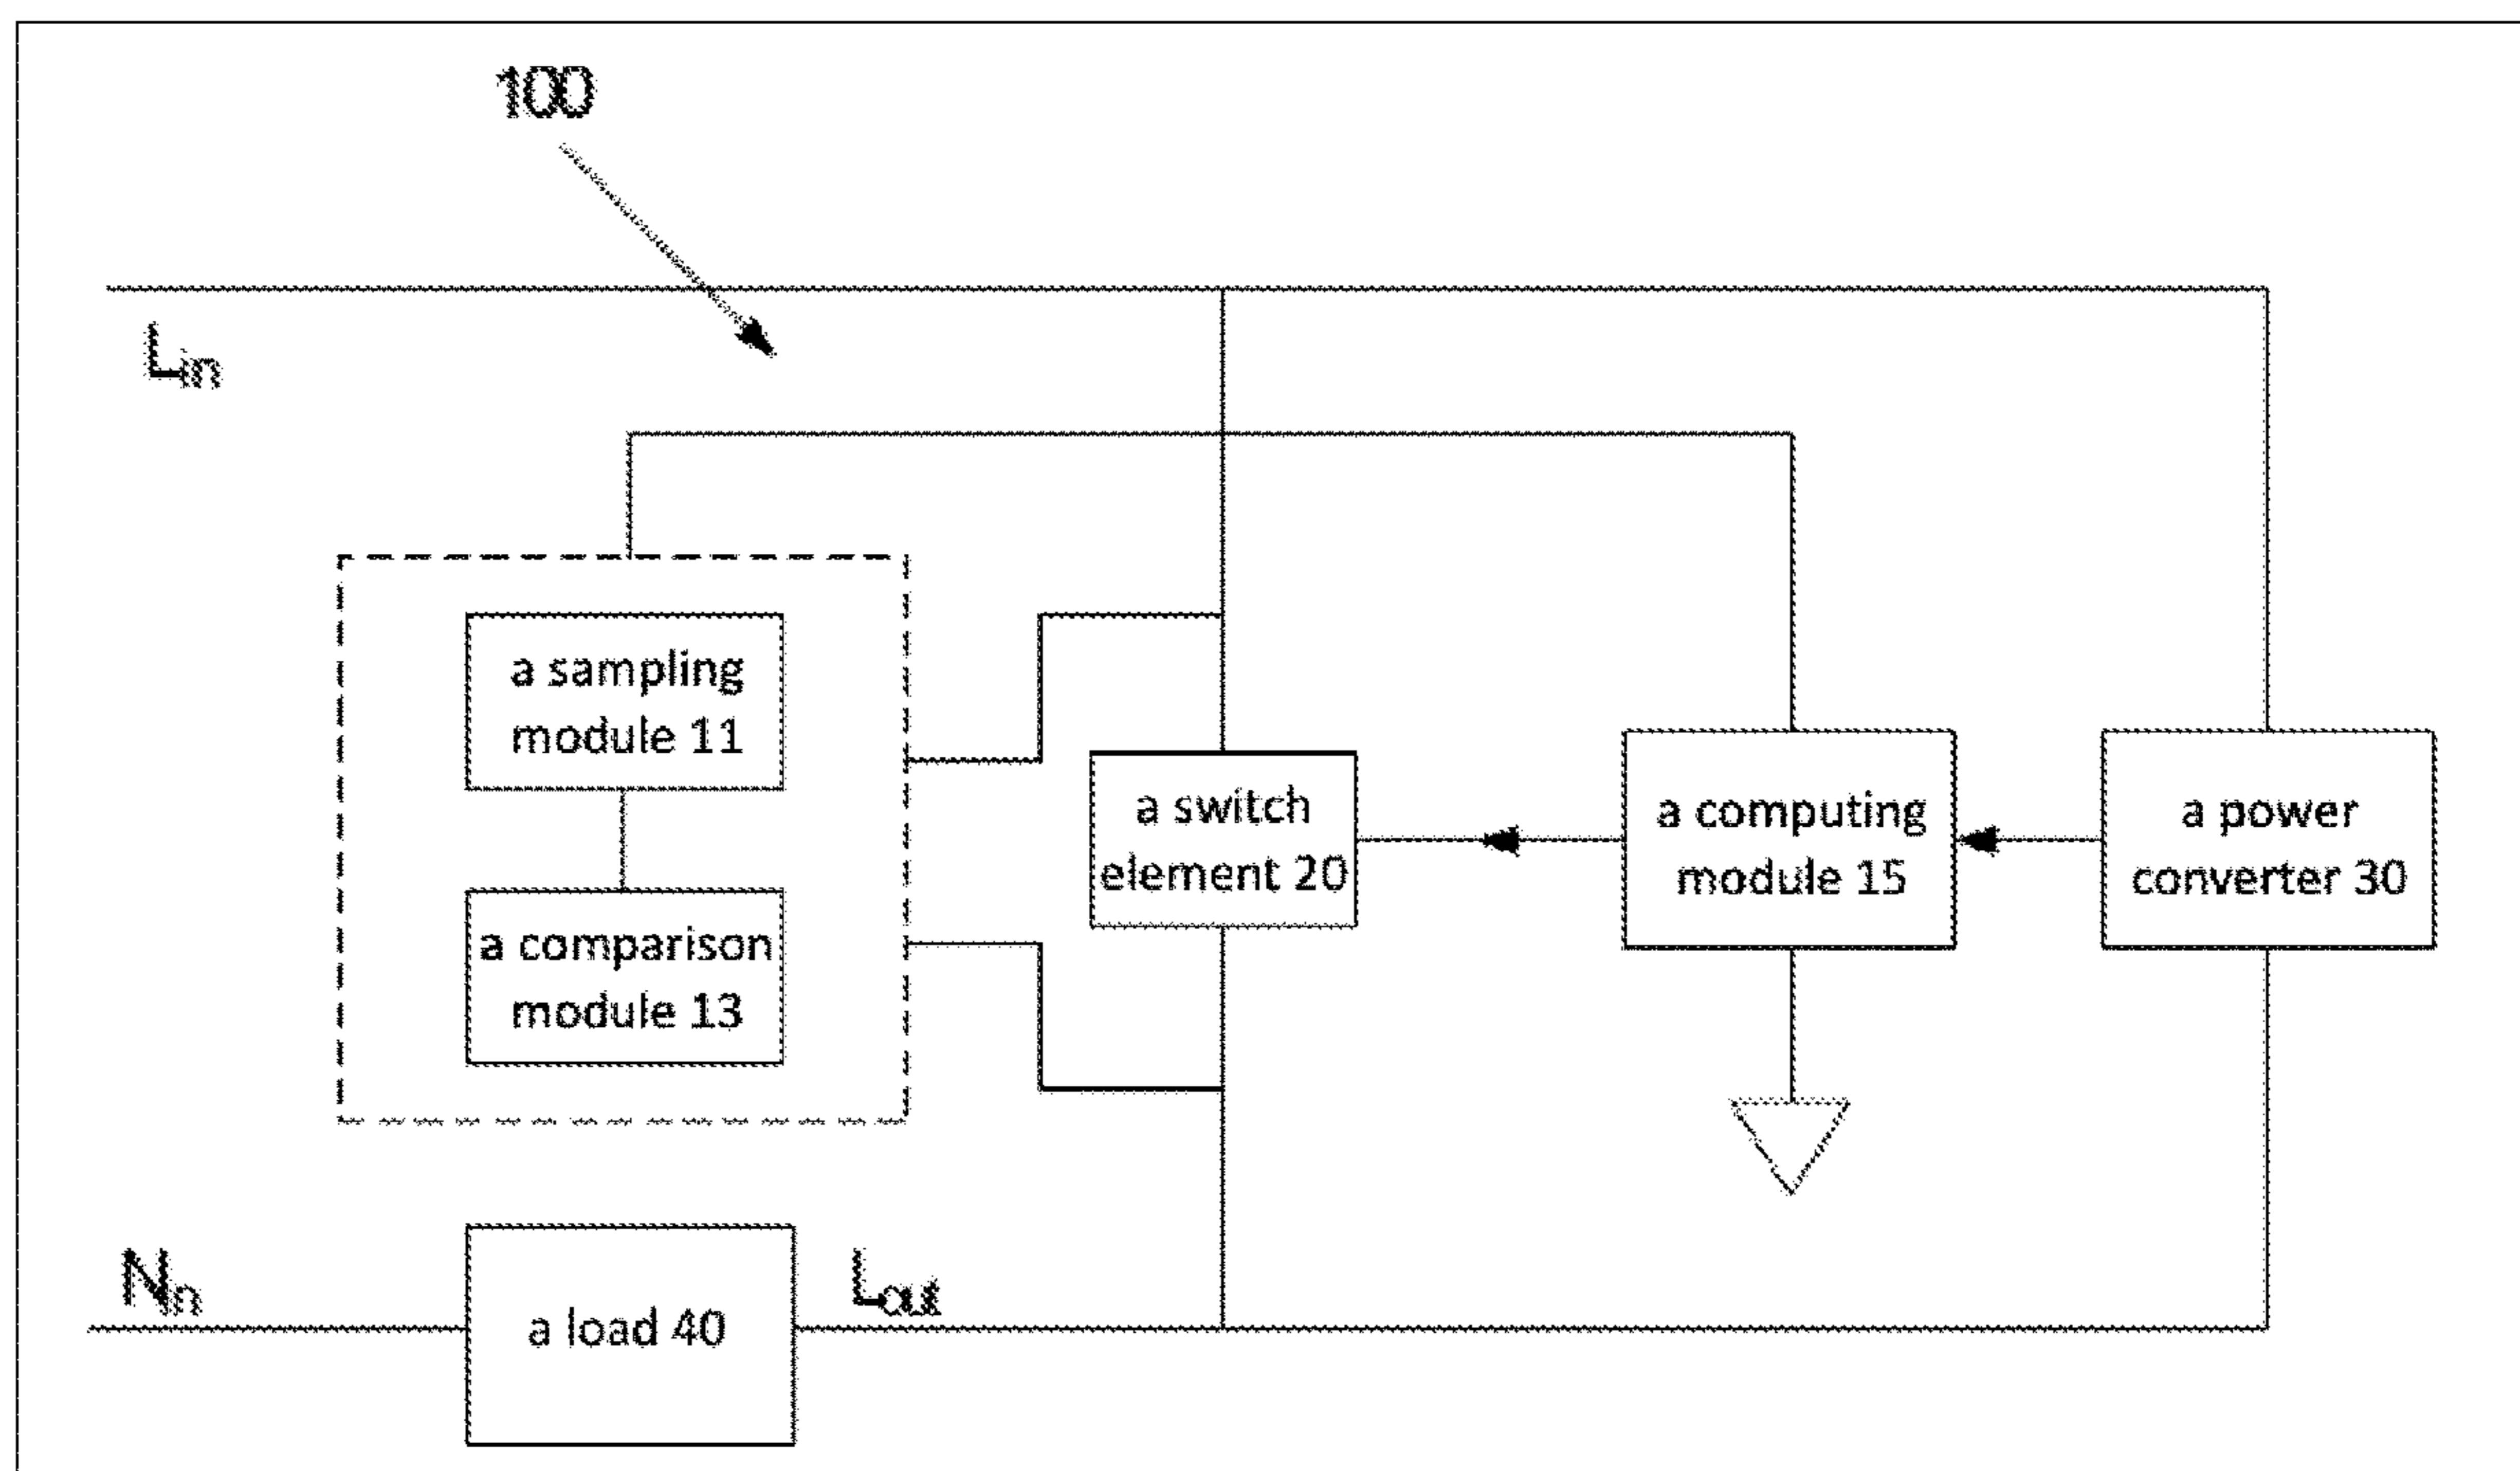 100
Lin
a sampling
module 11
a switch
element 20
a computing
module 15
a power
converter 30
a comparison
module 13
Nin
a load 40
Lout